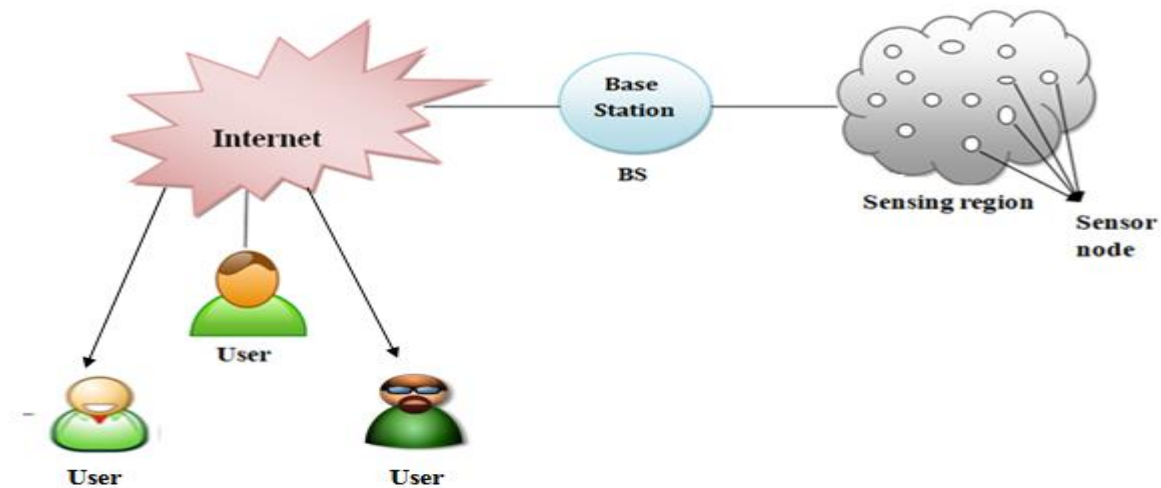 Internet
Base
Station
BS
Sensing region
Sensor
node
User
User
User